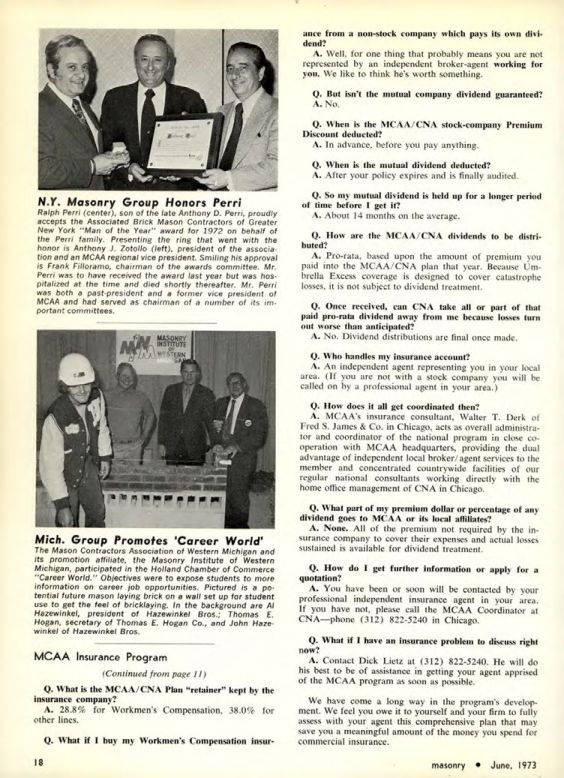 N.Y. Masonry Group Honors Perri
Ralph Perri (center), son of the late Anthony D. Perri, proudly
accepts the Associated Brick Mason Contractors of Greater
New York "Man of the Year" award for 1972 on behalf of
the Perri family. Presenting the ring that went with the
honor is Anthony J. Zotollo (left), president of the associa-
tion and an MCAA regional vice president. Smiling his approval
is Frank Filloramo, chairman of the awards committee. Mr.
Perri was to have received the award last year but was hos-
pitalized at the time and died shortly thereafter. Mr. Perri
was both a past-president and a former vice president of
MCAA and had served as chairman of a number of its im-
portant committees.
MASONRY
INSTITUTE
OF
WESTERN
Mich. Group Promotes 'Career World'
The Mason Contractors Association of Western Michigan and
its promotion affiliate, the Masonry Institute of Western
Michigan, participated in the Holland Chamber of Commerce
"Career World." Objectives were to expose students to more
information on career job opportunities. Pictured is a po-
tential future mason laying brick on a wall set up for student
use to get the feel of bricklaying. In the background are Al
Hazewinkel, president of Hazewinkel Bros.; Thomas E.
Hogan, secretary of Thomas E. Hogan Co., and John Haze-
winkel of Hazewinkel Bros.
MCAA Insurance Program
(Continued from page 11)
Q. What is the MCAA/CNA Plan "retainer" kept by the
insurance company?
A. 28.8% for Workmen's Compensation, 38.0% for
other lines.
Q. What if I buy my Workmen's Compensation insur-
ance from a non-stock company which pays its own divi-
dend?
A. Well, for one thing that probably means you are not
represented by an independent broker-agent working for
you. We like to think he's worth something.
Q. But isn't the mutual company dividend guaranteed?
A. No.
Q. When is the MCAA/CNA stock-company Premium
Discount deducted?
A. In advance, before you pay anything.
Q. When is the mutual dividend deducted?
A. After your policy expires and is finally audited.
Q. So my mutual dividend is held up for a longer period
of time before I get it?
A. About 14 months on the average.
Q. How are the MCAA/CNA dividends to be distri-
buted?
A. Pro-rata, based upon the amount of premium you
paid into the MCAA/CNA plan that year. Because Um-
brella Excess coverage is designed to cover catastrophe
losses, it is not subject to dividend treatment.
Q. Once received, can CNA take all or part of that
paid pro-rata dividend away from me because losses turn
out worse than anticipated?
A. No. Dividend distributions are final once made.
Q. Who handles my insurance account?
A. An independent agent representing you in your local
area. (If you are not with a stock company you will be
called on by a professional agent in your area.)
Q. How does it all get coordinated then?
A. MCAA's insurance consultant, Walter T. Derk of
Fred S. James & Co. in Chicago, acts as overall administra-
tor and coordinator of the national program in close co-
operation with MCAA headquarters, providing the dual
advantage of independent local broker/agent services to the
member and concentrated countrywide facilities of our
regular national consultants working directly with the
home office management of CNA in Chicago.
Q. What part of my premium dollar or percentage of any
dividend goes to MCAA or its local affiliates?
A. None. All of the premium not required by the in-
surance company to cover their expenses and actual losses
sustained is available for dividend treatment.
Q. How do I get further information or apply for a
quotation?
A. You have been or soon will be contacted by your
professional independent insurance agent in your area.
If you have not, please call the MCAA Coordinator at
CNA—phone (312) 822-5240 in Chicago.
Q. What if I have an insurance problem to discuss right
now?
A. Contact Dick Lietz at (312) 822-5240. He will do
his best to be of assistance in getting your agent apprised
of the MCAA program as soon as possible.
We have come a long way in the program's develop-
ment. We feel you owe it to yourself and your firm to fully
assess with your agent this comprehensive plan that may
save you a meaningful amount of the money you spend for
commercial insurance.
18
masonry • June, 1973